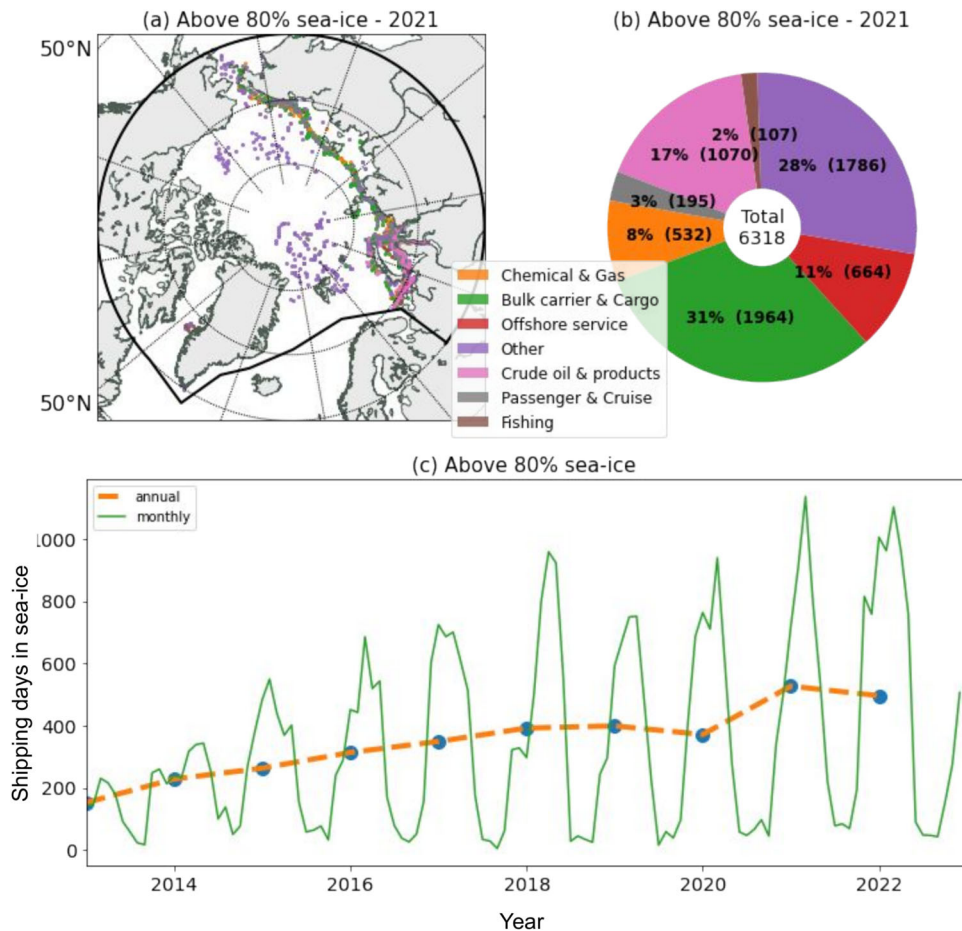 (a) Above 80% sea-ice - 2021
(b) Above 80% sea-ice - 2021
50°N
50°N
2% (107)
17% (1070)
28% (1786)
3% (195)
Total
6318
8% (532)
11% (664)
31% (1964)
Chemical & Gas
Bulk carrier & Cargo
Offshore service
Other
Crude oil & products
Passenger & Cruise
Fishing
(c) Above 80% sea-ice
annual
monthly
1000
800
600
400
200
0
Shipping days in sea-ice
2014
2016
2018
2020
2022
Year